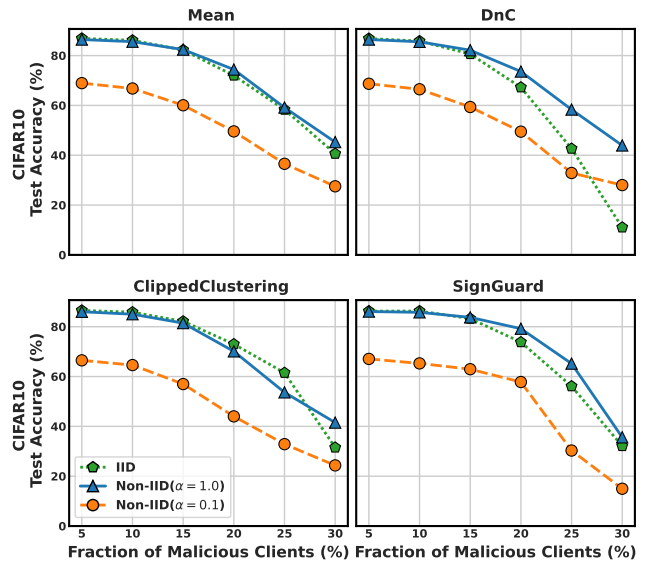 Mean
DnC
CIFAR10
Test Accuracy (%)
80
60
40
20
0
ClippedClustering
SignGuard
CIFAR10
Test Accuracy (%)
80
60
40
20
0
IID
Non-IID(α = 1.0)
Non-IID(α = 0.1)
5 10 15 20 25 30 5 10 15 20 25 30
Fraction of Malicious Clients (%) Fraction of Malicious Clients (%)